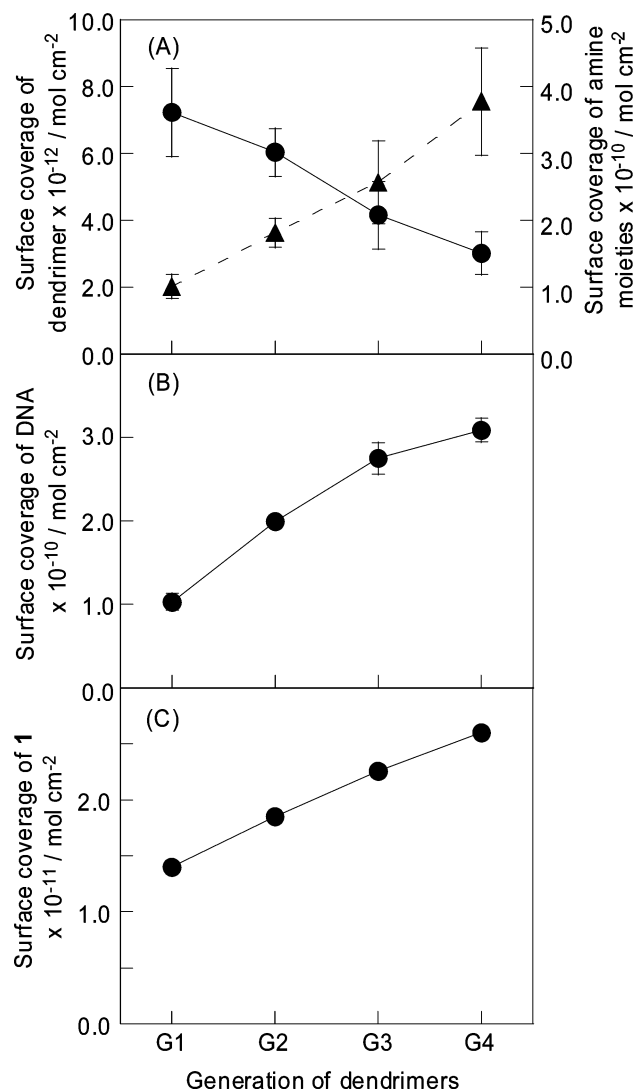 (A)
Surface coverage of
dendrimer x 10-12 / mol cm-2
10.0
8.0
6.0
4.0
2.0
0.0
5.0
4.0
3.0
2.0
1.0
0.0
Surface coverage of amine
moieties x 10-10 / mol cm-2
(B)
Surface coverage of DNA
x 10-10 / mol cm-2
3.0
2.0
1.0
0.0
(C)
Surface coverage of 1
x 10-11 / mol cm-2
2.0
1.0
0.0
G1 G2 G3 G4
Generation of dendrimers